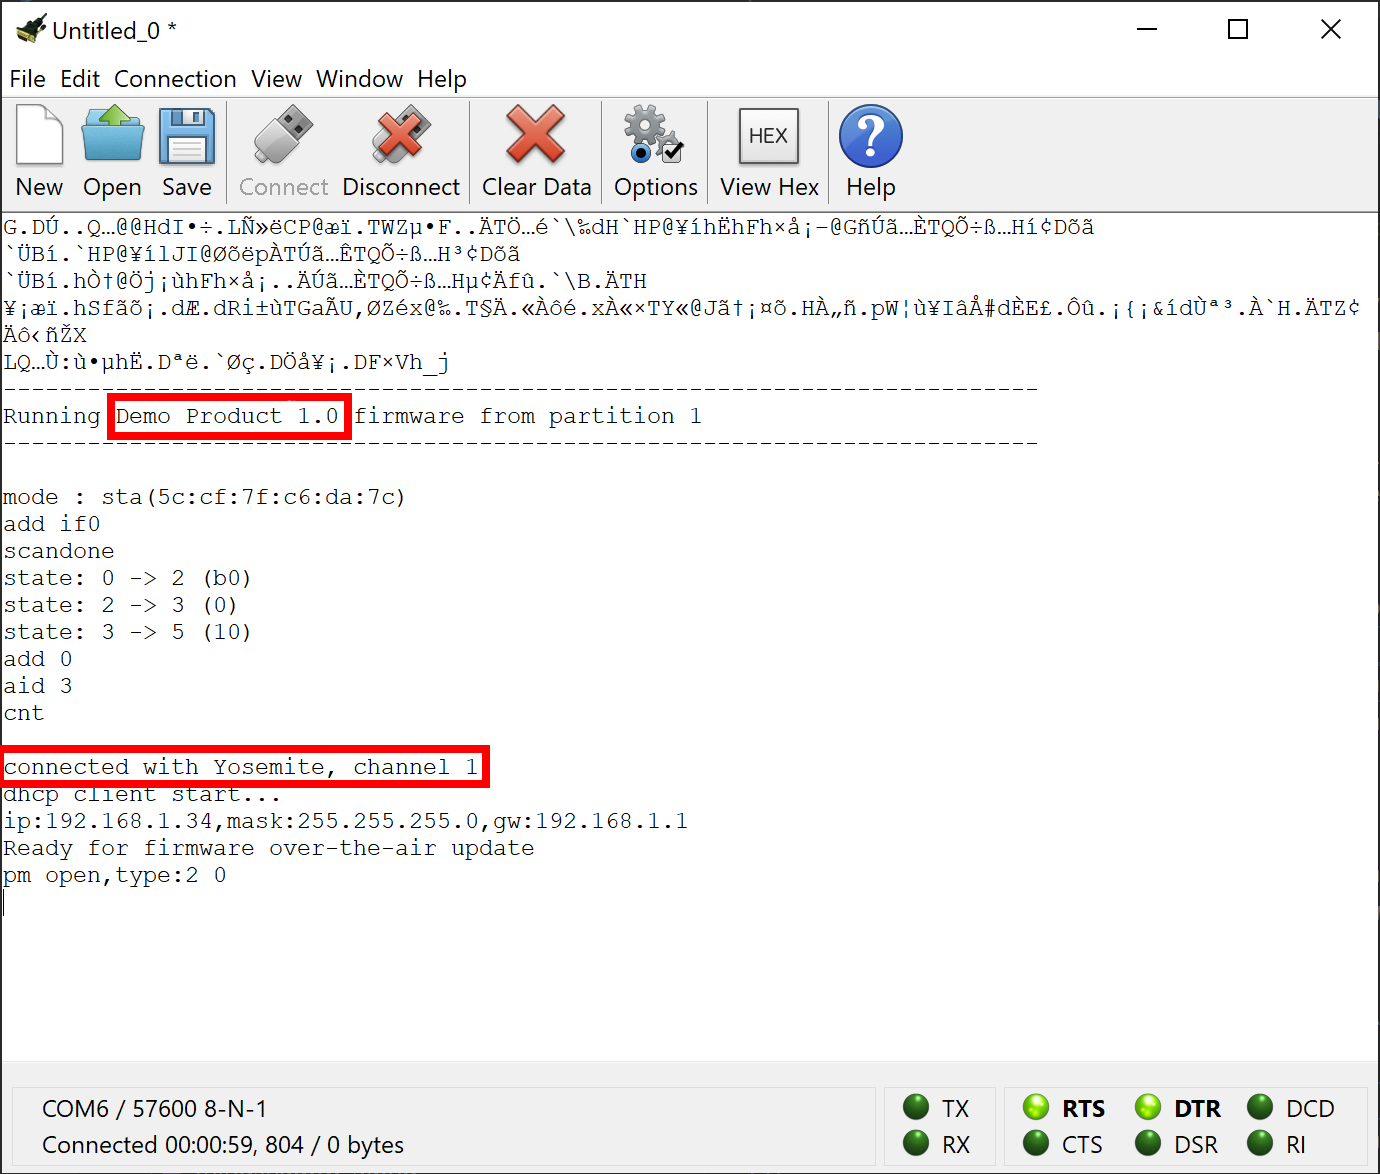 Untitled_0 *
File Edit Connection View Window Help
HEX
New Open Save Connect Disconnect Clear Data Options View Hex Help
G.DÚ..Q…@@HdI•÷.LÑ»ëCP@æï.TWZµ•F..ÄTÖ…é`\‰dH`HP@¥íhËhFh×å¡–@GñÚã…ÈTQÕ÷ß…Hí¢Dõã
`ÜBí.`HP@¥ílJI@ØõëpÀTÚã…ÊTQÕ÷ß…H³¢Dõã
`ÜBí.hÒ†@Öj¡ùhFh×å¡..ÄÚã…ÈTQÕ÷ß…Hµ¢Äfû.`\B.ÄTH
¥¡æï.hSfãõ¡.dÆ.dRi±ùTGaÃU‚ØZéx@‰.T§Ä.«Àôé.xÀ«×TY«@Jã†¡¤õ.HÀ„ñ.pW¦ù¥IâÅ#dÈE£.Ôû.¡{¡&ídÙª³.À`H.ÄTZ¢
Äô‹ñŽX
LQ…Ù:ù•µhË.Dªë.`Øç.DÖå¥¡.DF×Vh_j
--------------------------------------------------------------------------
Running Demo Product 1.0 firmware from partition 1
--------------------------------------------------------------------------
mode : sta(5c:cf:7f:c6:da:7c)
add if0
scandone
state: 0 -> 2 (b0)
state: 2 -> 3 (0)
state: 3 -> 5 (10)
add 0
aid 3
cnt
connected with Yosemite, channel 1
dhcp client start...
ip:192.168.1.34,mask:255.255.255.0,gw:192.168.1.1
Ready for firmware over-the-air update
pm open,type:2 0
COM6 / 57600 8-N-1
Connected 00:00:59, 804 / 0 bytes
TX RTS DTR DCD
RX CTS DSR RI